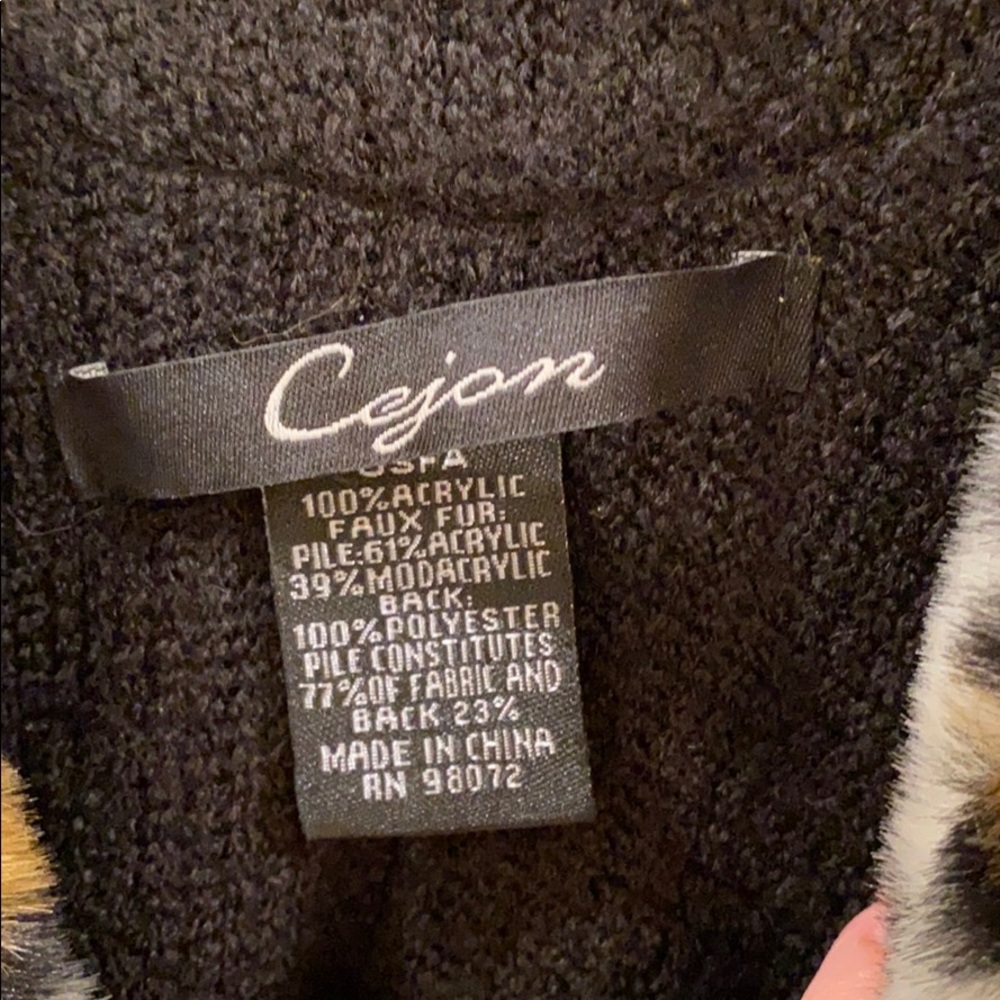 Cejon
OSFA
100%ACRYLIC
FAUX FUR:
PILE:61%ACRYLIC
39%MODACRYLIC
BACK:
100%POLYESTER
PILE CONSTITUTES
77%OF FABRIC AND
BACK 23%
MADE IN CHINA
RN 98072